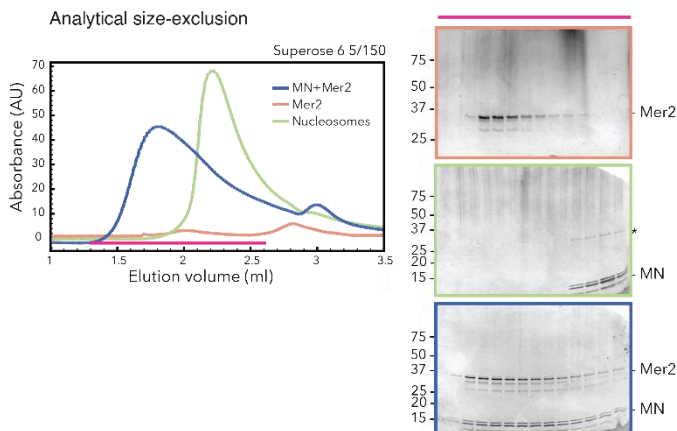 Analytical size-exclusion
Superose 6 5/150
Absorbance (AU)
70
60
50
40
30
20
10
0
MN+Mer2
Mer2
Nucleosomes
1
1.5
2
2.5
3
3.5
Elution volume (ml)
75
50
37
25
Mer2
75
50
37
25
20
15
*
MN
75
50
37
25
20
15
Mer2
MN